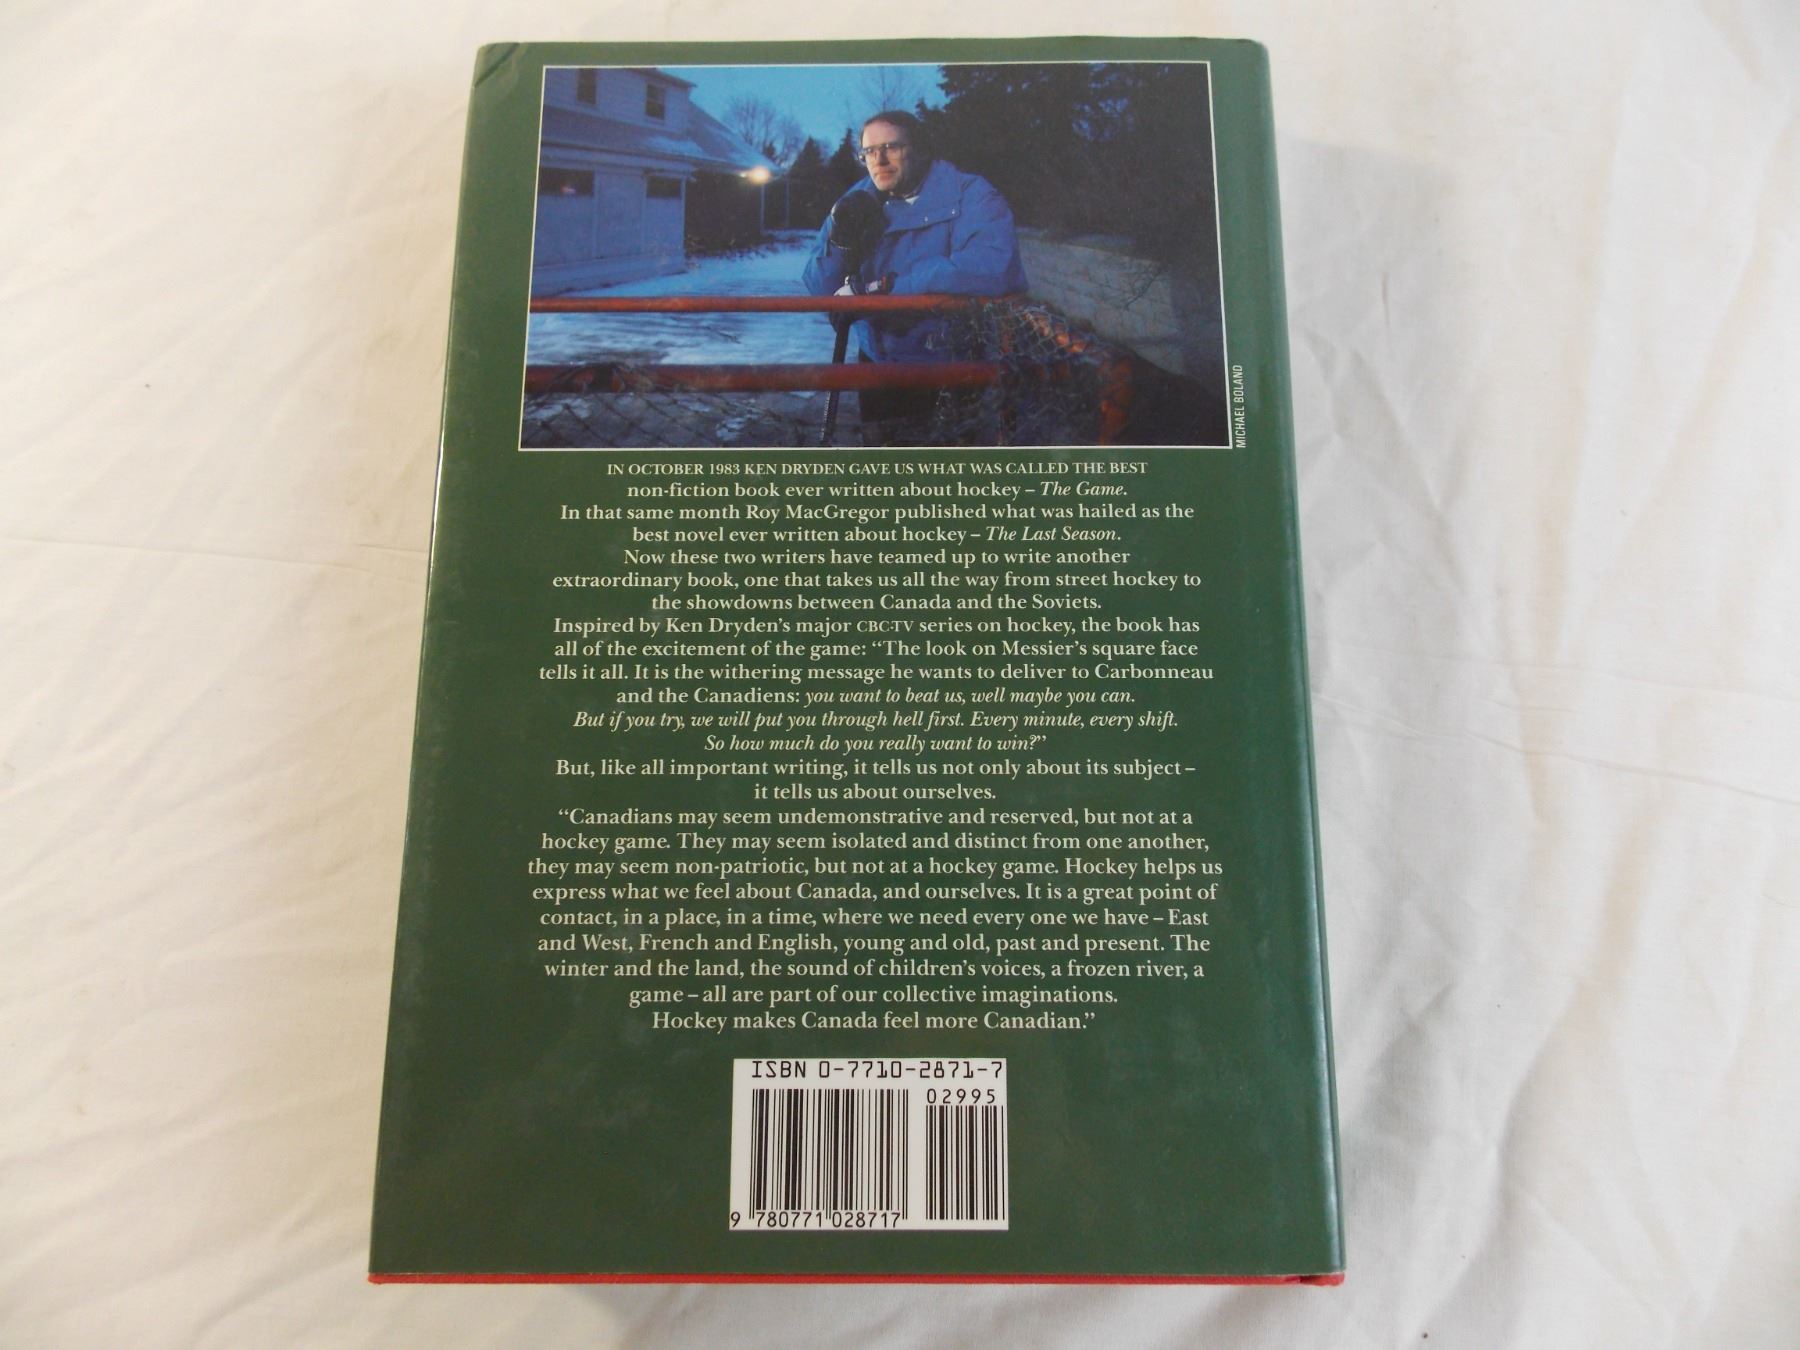 MICHAEL BOLAND
IN OCTOBER 1983 KEN DRYDEN GAVE US WHAT WAS CALLED THE BEST
non-fiction book ever written about hockey – The Game.
In that same month Roy MacGregor published what was hailed as the
best novel ever written about hockey – The Last Season.
Now these two writers have teamed up to write another
extraordinary book, one that takes us all the way from street hockey to
the showdowns between Canada and the Soviets.
Inspired by Ken Dryden's major CBC-TV series on hockey, the book has
all of the excitement of the game: “The look on Messier's square face
tells it all. It is the withering message he wants to deliver to Carbonneau
and the Canadiens: you want to beat us, well maybe you can.
But if you try, we will put you through hell first. Every minute, every shift.
So how much do you really want to win?”
But, like all important writing, it tells us not only about its subject –
it tells us about ourselves.
“Canadians may seem undemonstrative and reserved, but not at a
hockey game. They may seem isolated and distinct from one another,
they may seem non-patriotic, but not at a hockey game. Hockey helps us
express what we feel about Canada, and ourselves. It is a great point of
contact, in a place, in a time, where we need every one we have – East
and West, French and English, young and old, past and present. The
winter and the land, the sound of children's voices, a frozen river, a
game – all are part of our collective imaginations.
Hockey makes Canada feel more Canadian.”
ISBN 0-7710-2871-7
02995
9 780771 028717